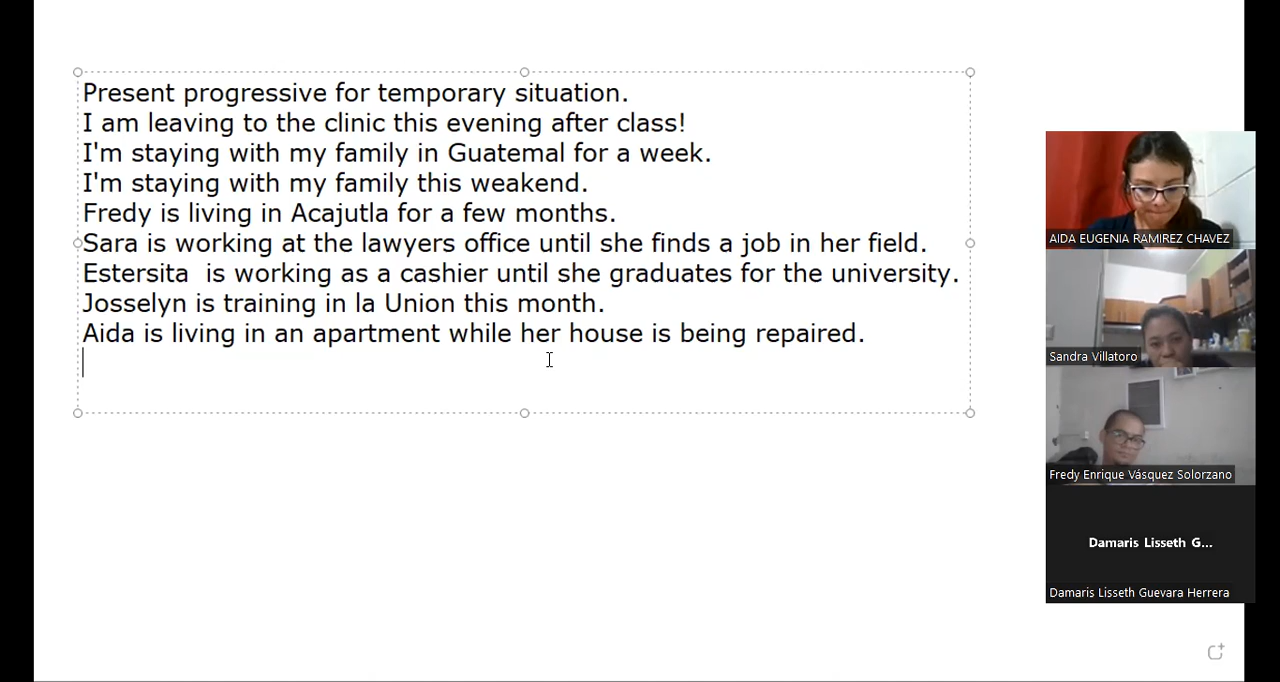 Present progressive for temporary situation.
I am leaving to the clinic this evening after class!
I'm staying with my family in Guatemal for a week.
I'm staying with my family this weakend.
Fredy is living in Acajutla for a few months.
Sara is working at the lawyers office until she finds a job in her field.
Estersita  is working as a cashier until she graduates for the university.
Josselyn is training in la Union this month.
Aida is living in an apartment while her house is being repaired.
AIDA EUGENIA RAMIREZ CHAVEZ
Sandra Villatoro
Fredy Enrique Vásquez Solorzano
Damaris Lisseth G...
Damaris Lisseth Guevara Herrera